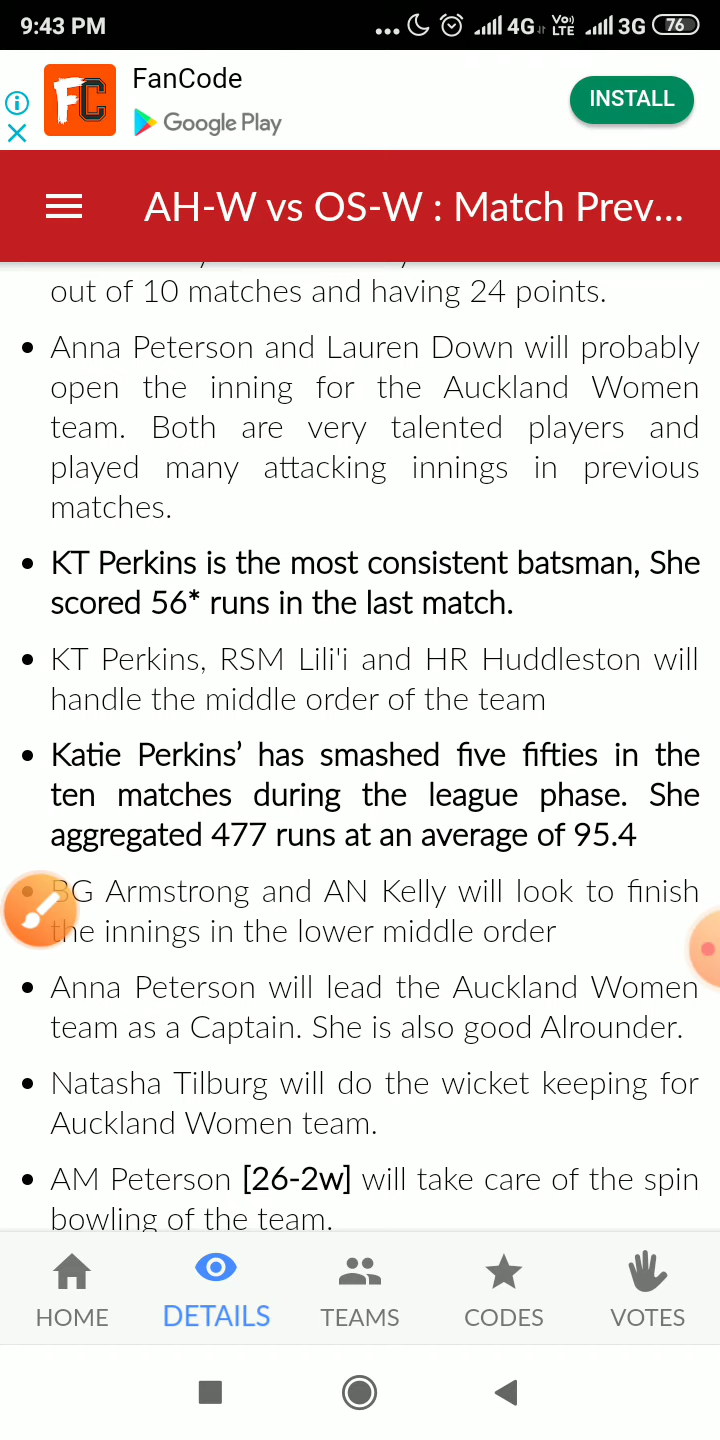 9:43 PM
4G VoLTE 3G 76
FanCode
Google Play
INSTALL
AH-W vs OS-W : Match Prev...
out of 10 matches and having 24 points.
• Anna Peterson and Lauren Down will probably
open the inning for the Auckland Women
team. Both are very talented players and
played many attacking innings in previous
matches.
• KT Perkins is the most consistent batsman, She
scored 56* runs in the last match.
• KT Perkins, RSM Lili'i and HR Huddleston will
handle the middle order of the team
• Katie Perkins’ has smashed five fifties in the
ten matches during the league phase. She
aggregated 477 runs at an average of 95.4
• BG Armstrong and AN Kelly will look to finish
the innings in the lower middle order
• Anna Peterson will lead the Auckland Women
team as a Captain. She is also good Alrounder.
• Natasha Tilburg will do the wicket keeping for
Auckland Women team.
• AM Peterson [26-2w] will take care of the spin
bowling of the team.
HOME
DETAILS
TEAMS
CODES
VOTES